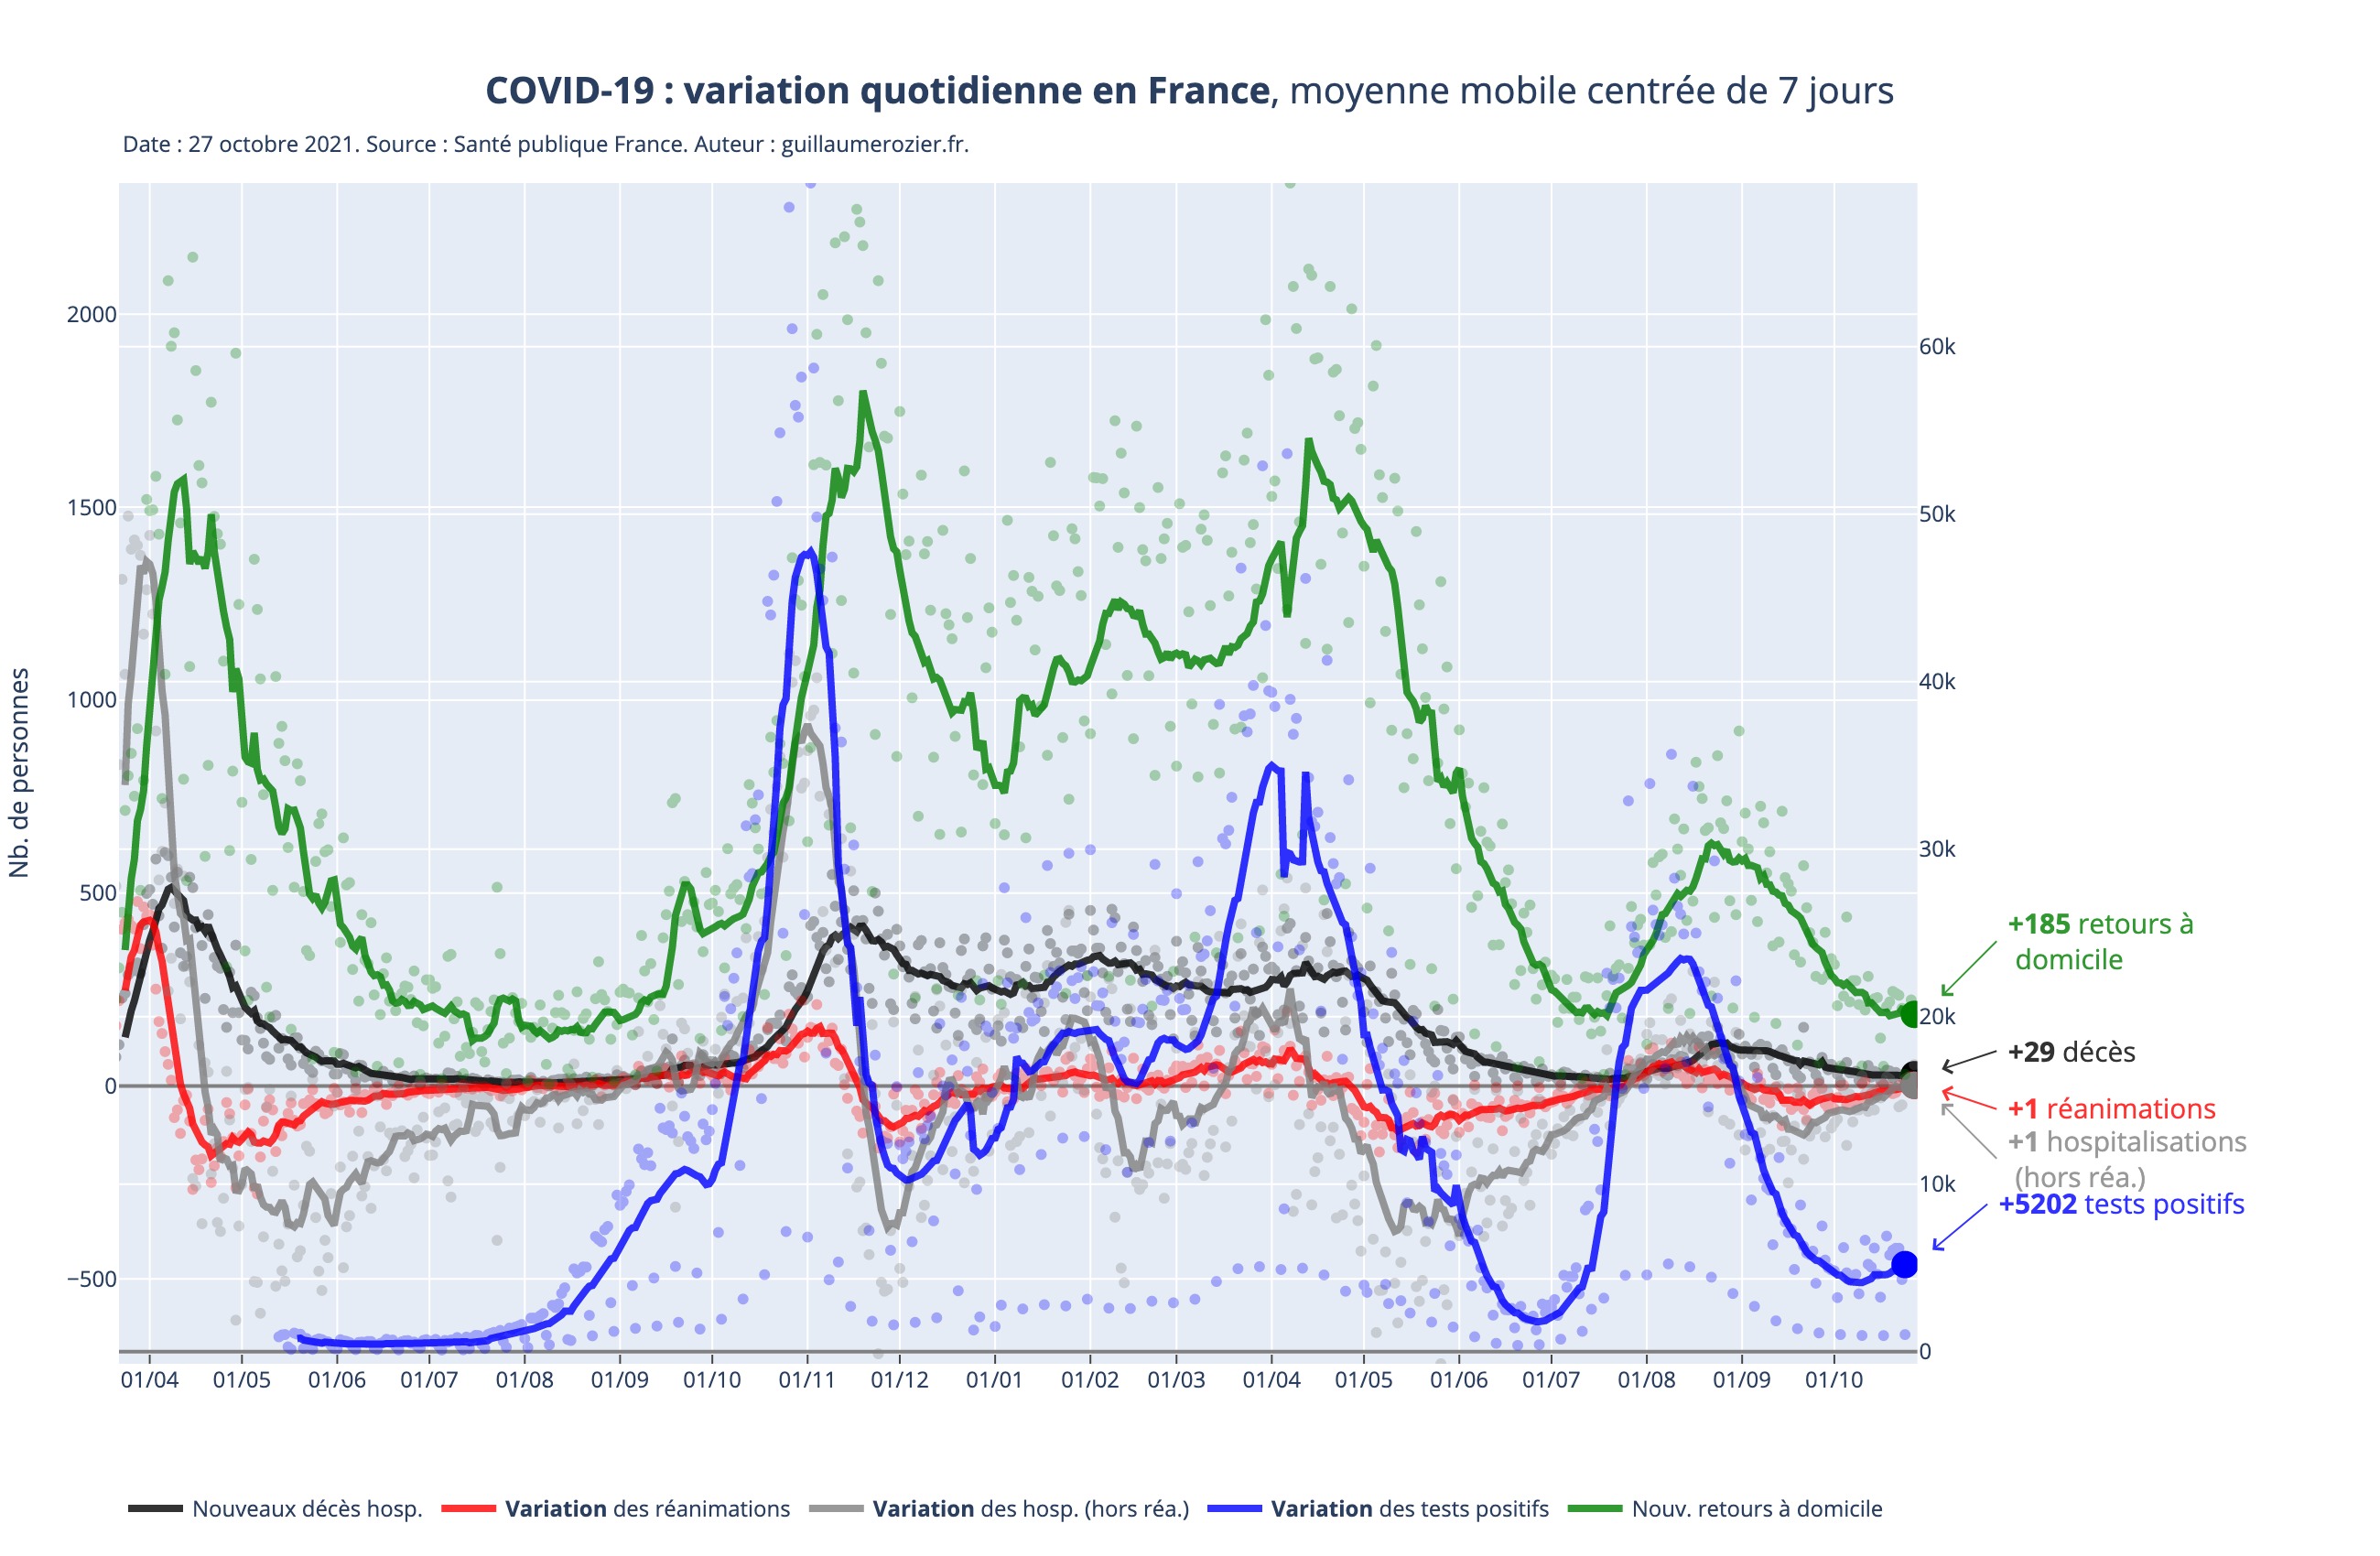 COVID-19 : variation quotidienne en France, moyenne mobile centrée de 7 jours
Date : 27 octobre 2021. Source : Santé publique France. Auteur : guillaumerozier.fr.
Nb. de personnes
2000
1500
1000
500
0
−500
60k
50k
40k
30k
20k
10k
0
+185 retours à
domicile
+29 décès
+1 réanimations
+1 hospitalisations
(hors réa.)
+5202 tests positifs
01/04 01/05 01/06 01/07 01/08 01/09 01/10 01/11 01/12 01/01 01/02 01/03 01/04 01/05 01/06 01/07 01/08 01/09 01/10
Nouveaux décès hosp. Variation des réanimations Variation des hosp. (hors réa.) Variation des tests positifs Nouv. retours à domicile